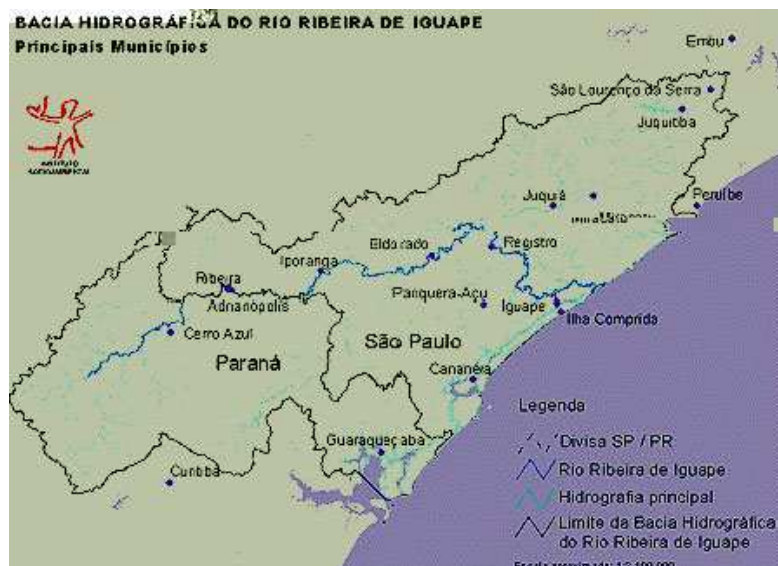 BACIA HIDROGRÁFICA DO RIO RIBEIRA DE IGUAPE
Principais Municípios
Embu
São Lourenço da Serra
Juquitiba
INSTITUTO
SOCIOAMBIENTAL
Juquiá
Peruíbe
Eldorado
Registro
Iporanga
Ribeira
Adrianópolis
Pariquera-Açu
Iguape
Ilha Comprida
Cerro Azul
São Paulo
Paraná
Cananéia
Legenda
Guaraqueçaba
Divisa SP / PR
Curitiba
Rio Ribeira de Iguape
Hidrografia principal
Limite da Bacia Hidrográfica
do Rio Ribeira de Iguape